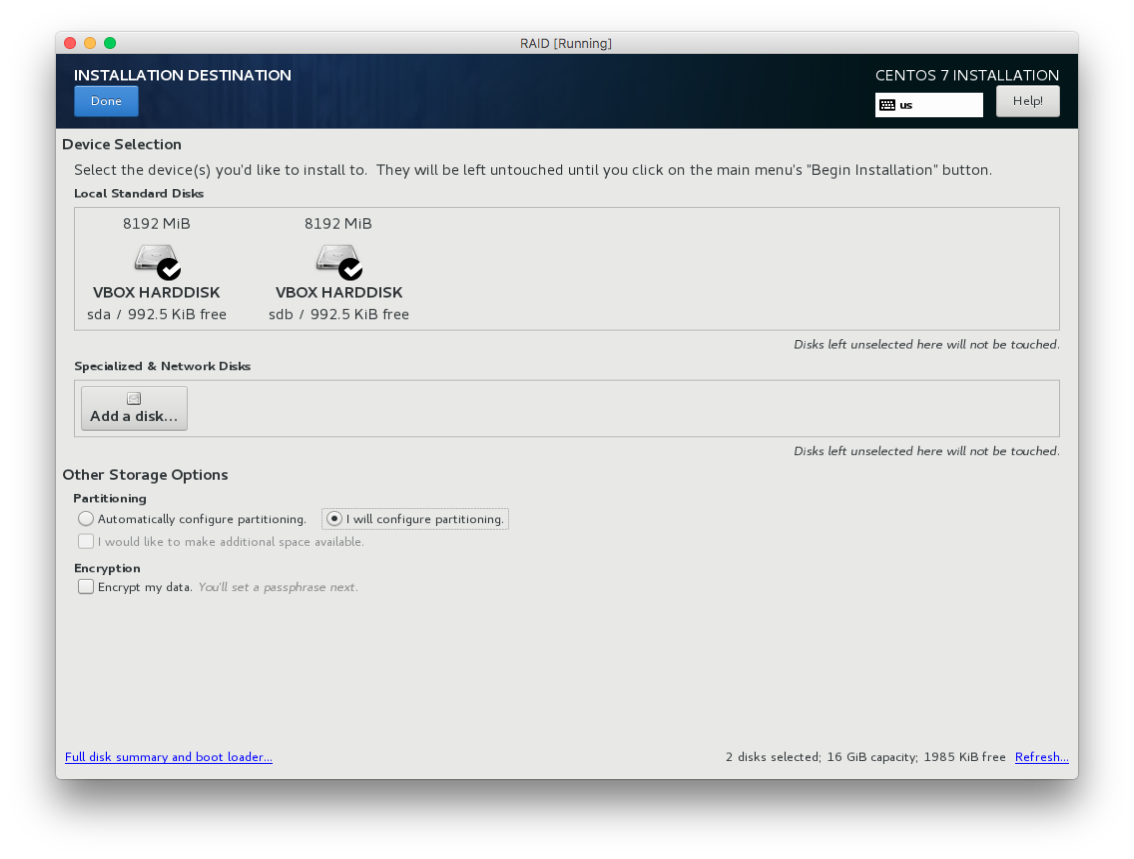 RAID [Running]
INSTALLATION DESTINATION
CENTOS 7 INSTALLATION
Done
us
Help!
Device Selection
Select the device(s) you'd like to install to.  They will be left untouched until you click on the main menu's "Begin Installation" button.
Local Standard Disks
8192 MiB
8192 MiB
VBOX HARDDISK
VBOX HARDDISK
sda / 992.5 KiB free
sdb / 992.5 KiB free
Disks left unselected here will not be touched.
Specialized & Network Disks
Add a disk...
Disks left unselected here will not be touched.
Other Storage Options
Partitioning
Automatically configure partitioning.
I will configure partitioning.
I would like to make additional space available.
Encryption
Encrypt my data. You'll set a passphrase next.
Full disk summary and boot loader...
2 disks selected; 16 GiB capacity; 1985 KiB free
Refresh...